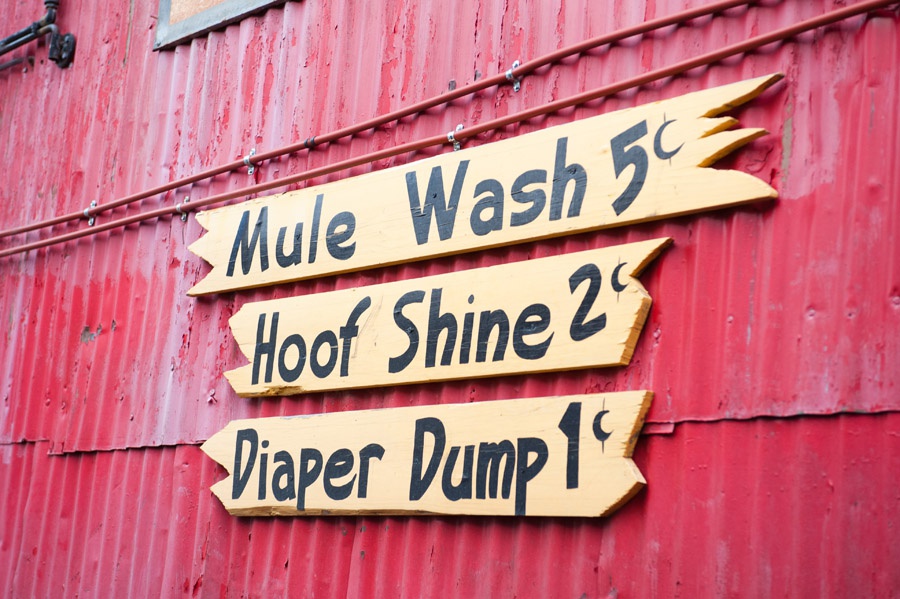 Mule Wash 5¢
Hoof Shine 2¢
Diaper Dump 1¢